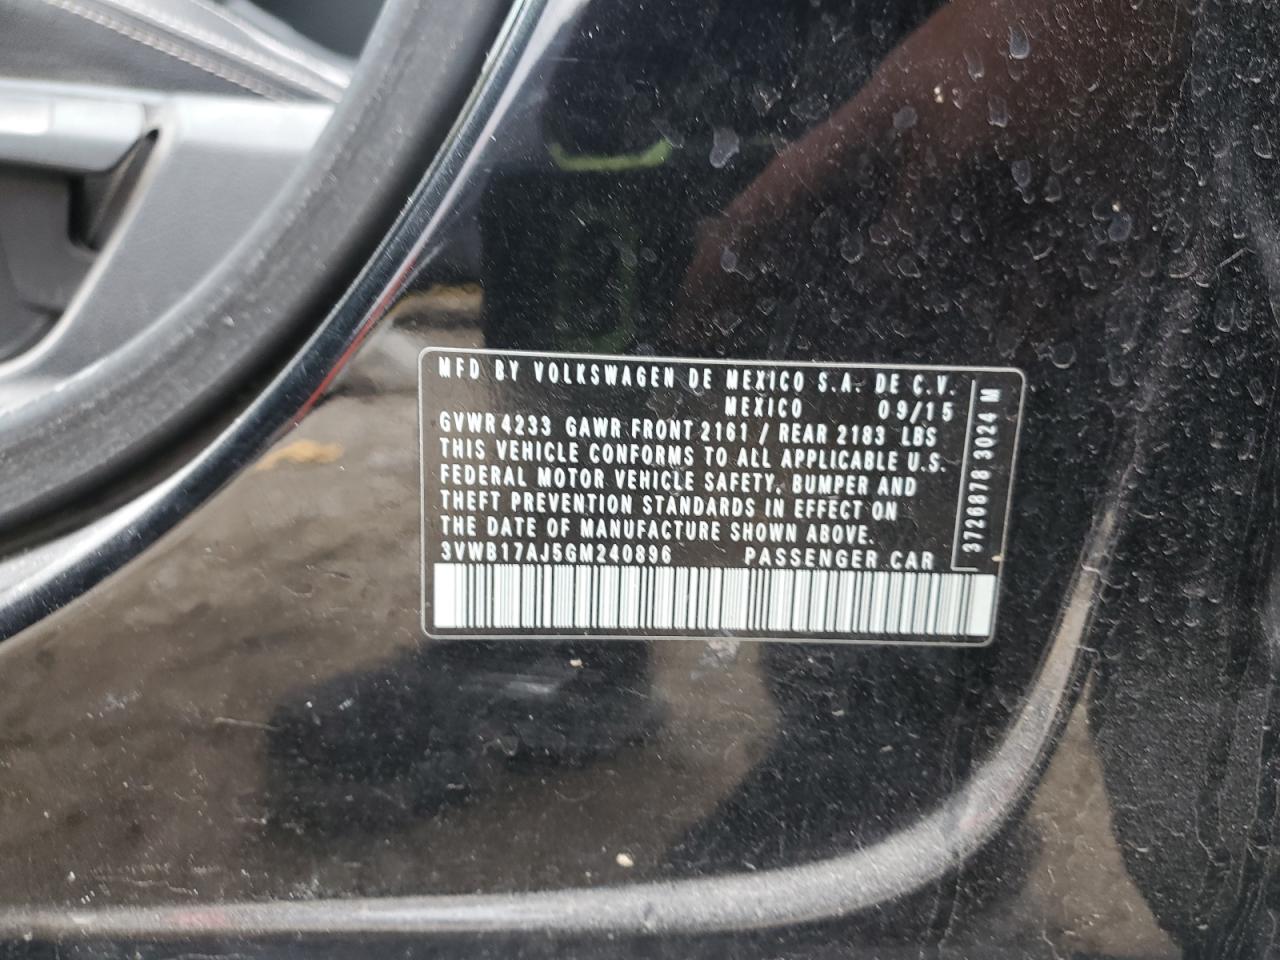 MFD BY VOLKSWAGEN DE MEXICO S.A. DE C.V.
MEXICO 09/15
GVWR 4233 GAWR FRONT 2161 / REAR 2183 LBS
THIS VEHICLE CONFORMS TO ALL APPLICABLE U.S.
FEDERAL MOTOR VEHICLE SAFETY, BUMPER AND
THEFT PREVENTION STANDARDS IN EFFECT ON
THE DATE OF MANUFACTURE SHOWN ABOVE.
3VWB17AJ5GM240896 PASSENGER CAR
3726878 3024 M